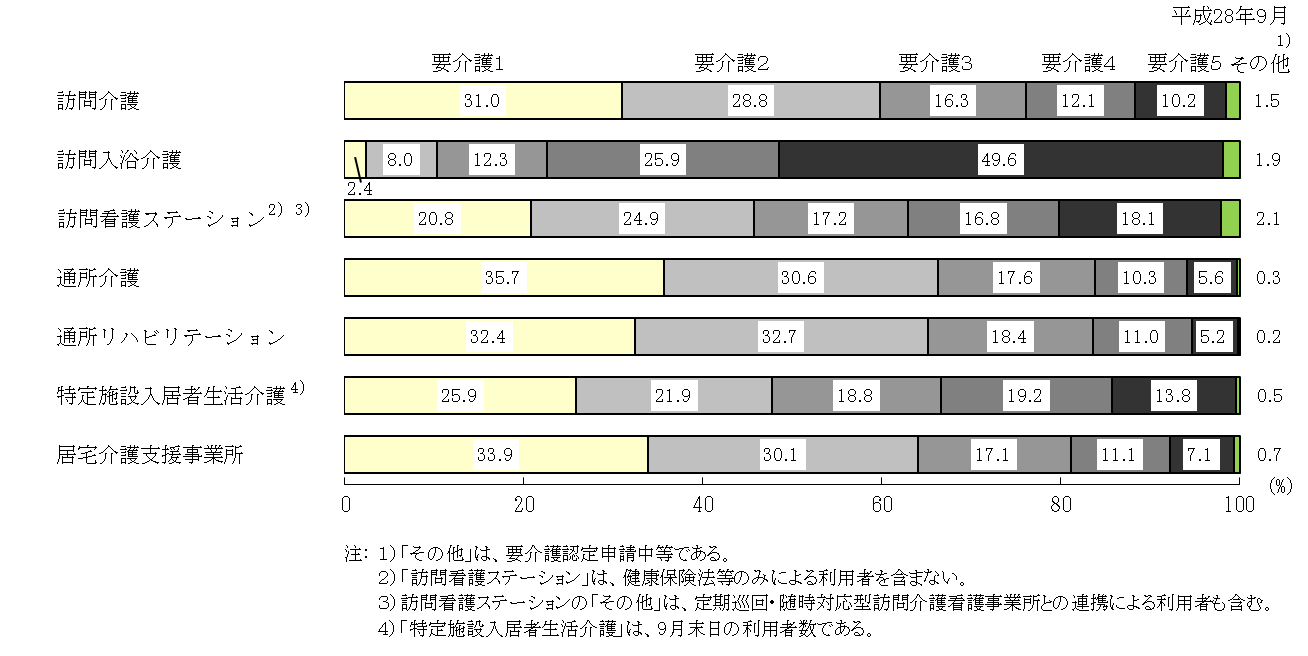 平成28年9月
要介護1 要介護2 要介護3 要介護4 要介護5 その他1)
訪問介護 31.0 28.8 16.3 12.1 10.2 1.5
訪問入浴介護 2.4 8.0 12.3 25.9 49.6 1.9
訪問看護ステーション2) 3) 20.8 24.9 17.2 16.8 18.1 2.1
通所介護 35.7 30.6 17.6 10.3 5.6 0.3
通所リハビリテーション 32.4 32.7 18.4 11.0 5.2 0.2
特定施設入居者生活介護4) 25.9 21.9 18.8 19.2 13.8 0.5
居宅介護支援事業所 33.9 30.1 17.1 11.1 7.1 0.7
0 20 40 60 80 100 (%)
注: 1)「その他」は、要介護認定申請中等である。
2)「訪問看護ステーション」は、健康保険法等のみによる利用者を含まない。
3)訪問看護ステーションの「その他」は、定期巡回・随時対応型訪問介護看護事業所との連携による利用者も含む。
4)「特定施設入居者生活介護」は、9月末日の利用者数である。